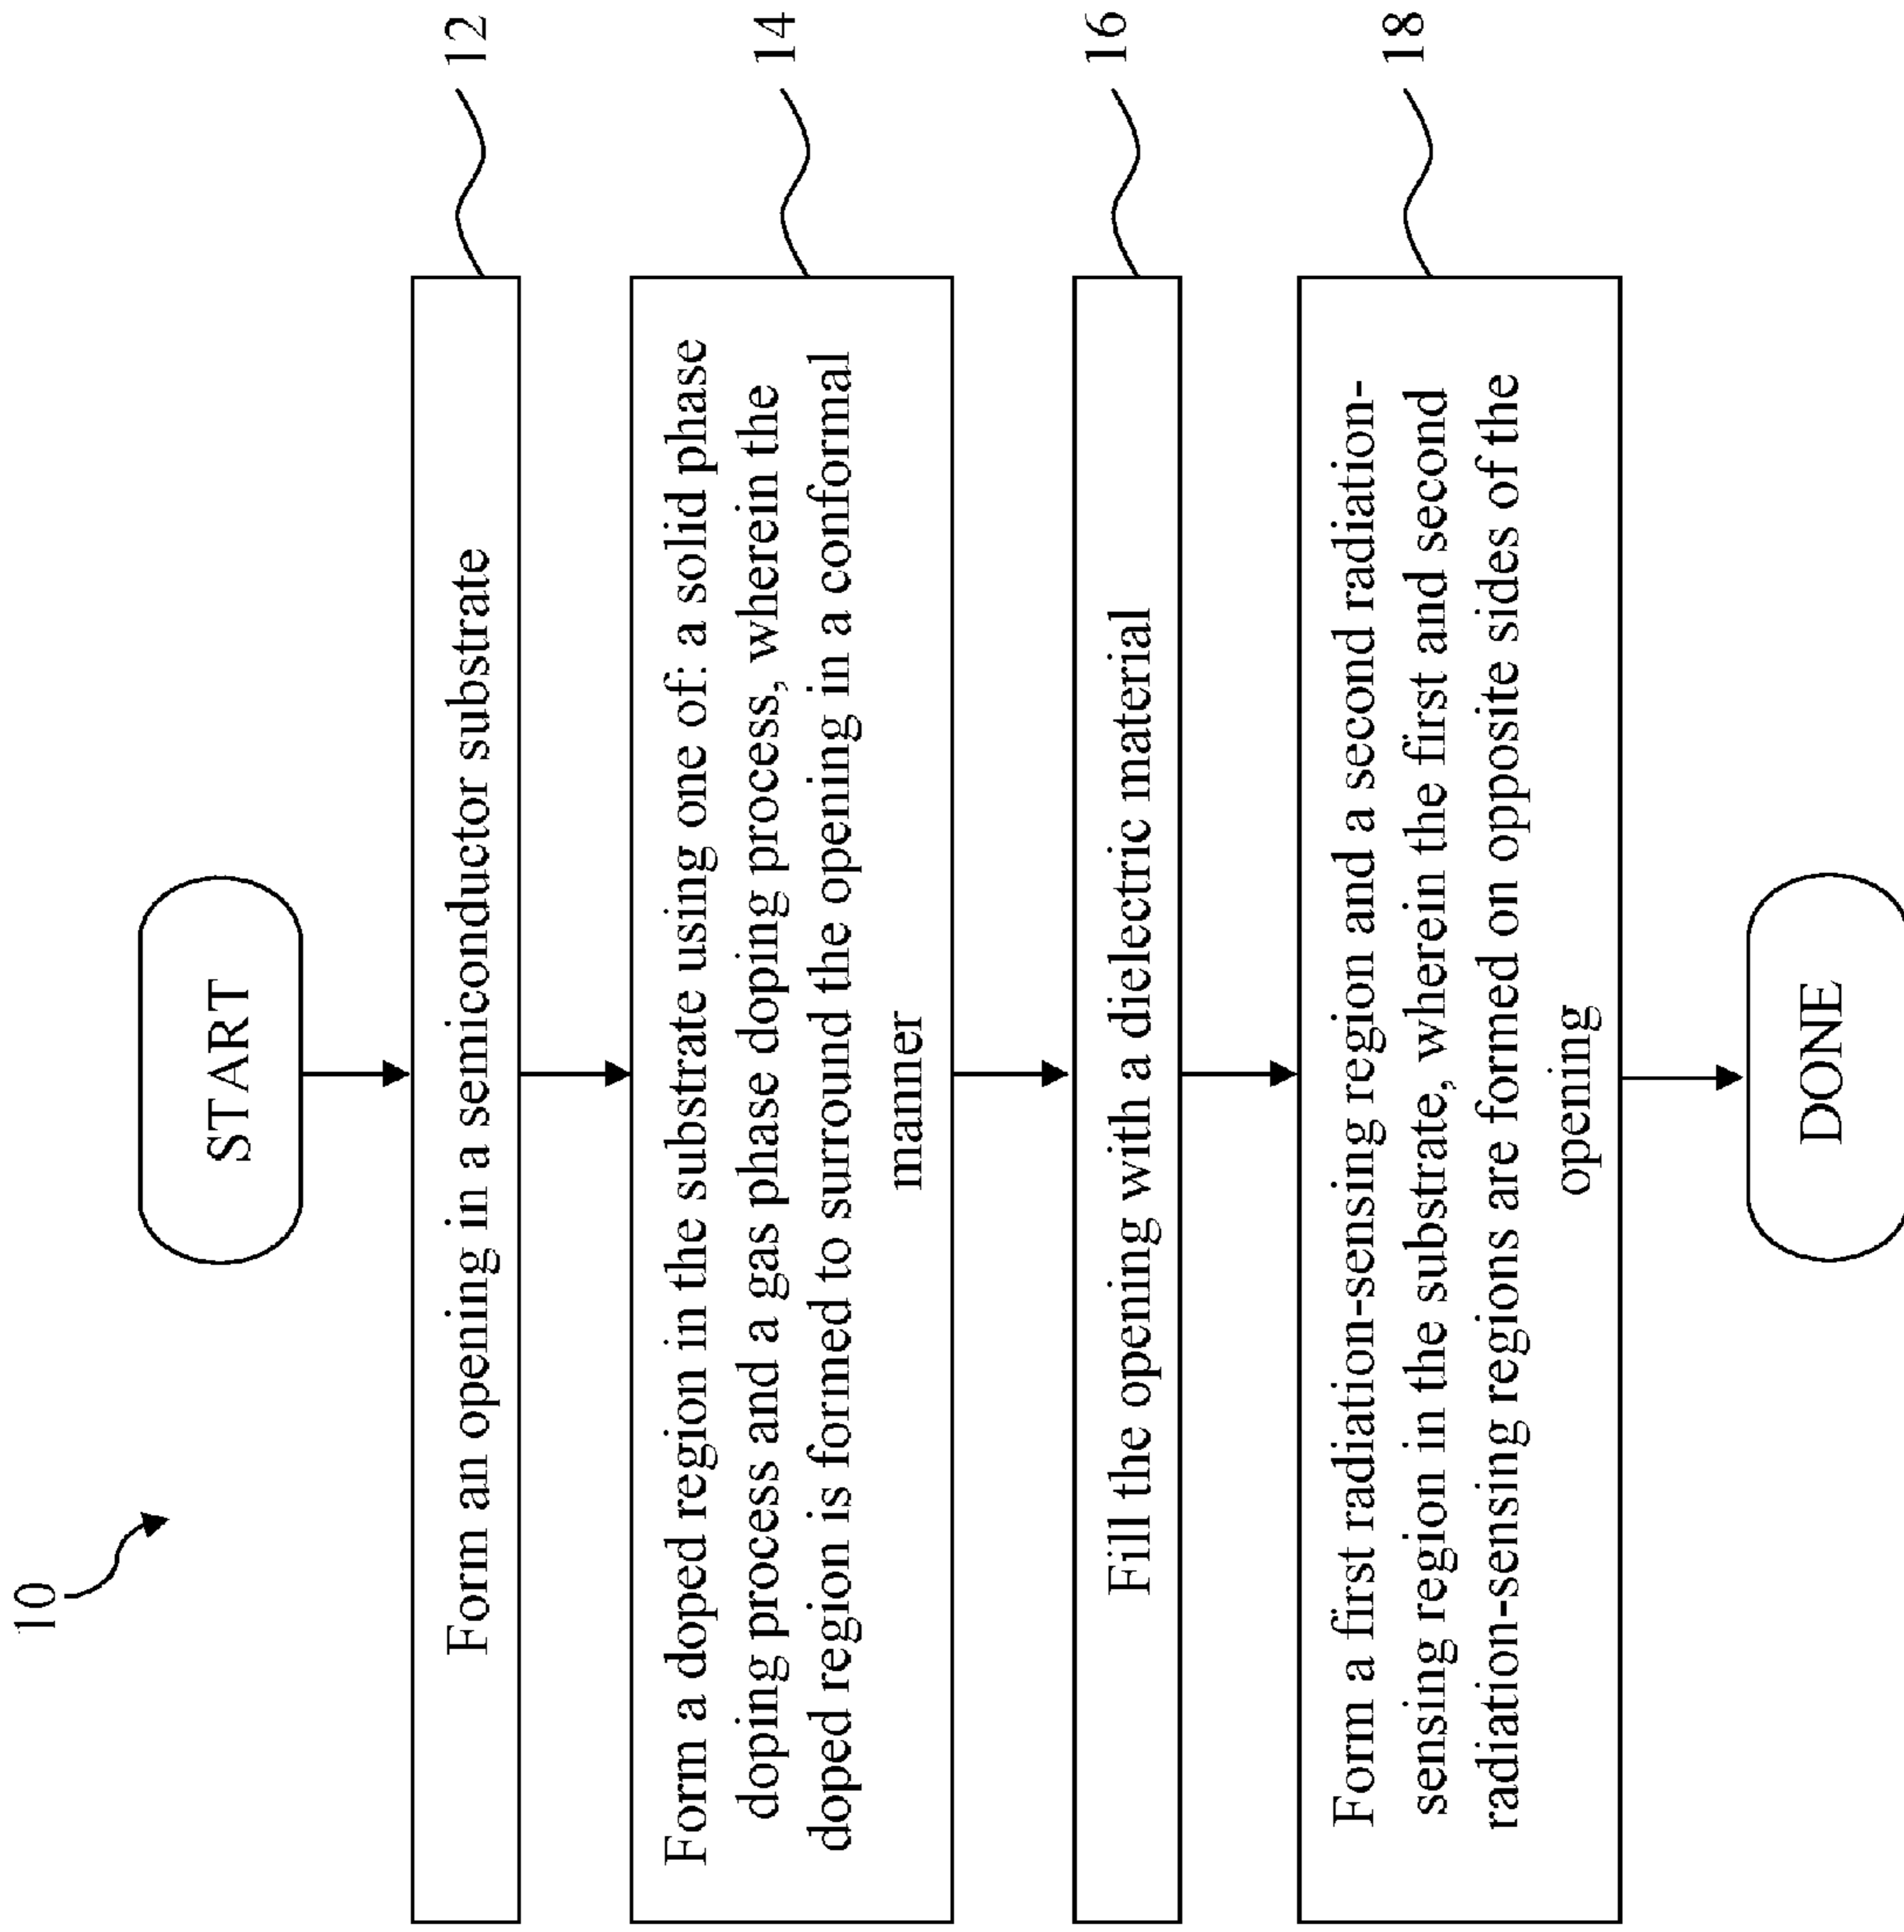 10
START
Form an opening in a semiconductor substrate
12
Form a doped region in the substrate using one of: a solid phase
doping process and a gas phase doping process, wherein the
doped region is formed to surround the opening in a conformal
manner
14
Fill the opening with a dielectric material
16
Form a first radiation-sensing region and a second radiation-
sensing region in the substrate, wherein the first and second
radiation-sensing regions are formed on opposite sides of the
opening
18
DONE